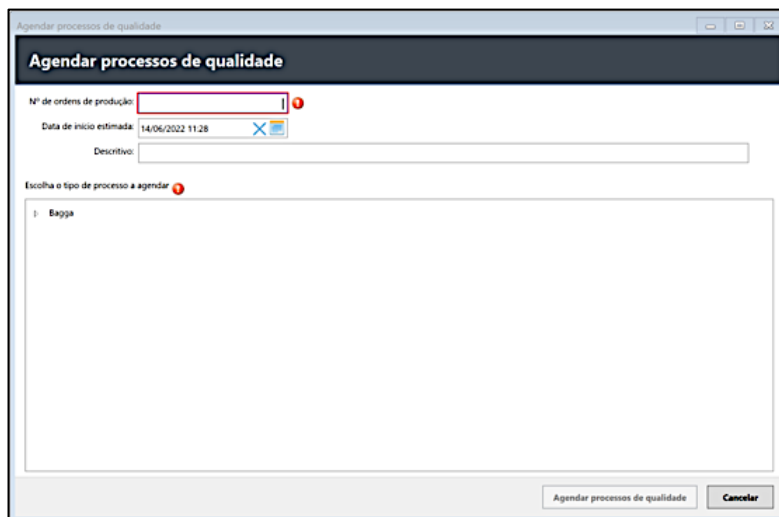 Agendar processos de qualidade
Agendar processos de qualidade
Nº de ordens de produção:
Data de início estimada: 14/06/2022 11:28
Descritivo:
Escolha o tipo de processo a agendar
Bagga
Agendar processos de qualidade Cancelar